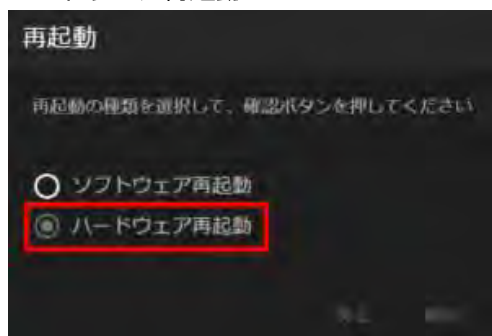 再起動
再起動の種類を選択して、確認ボタンを押してください
ソフトウェア再起動
ハードウェア再起動